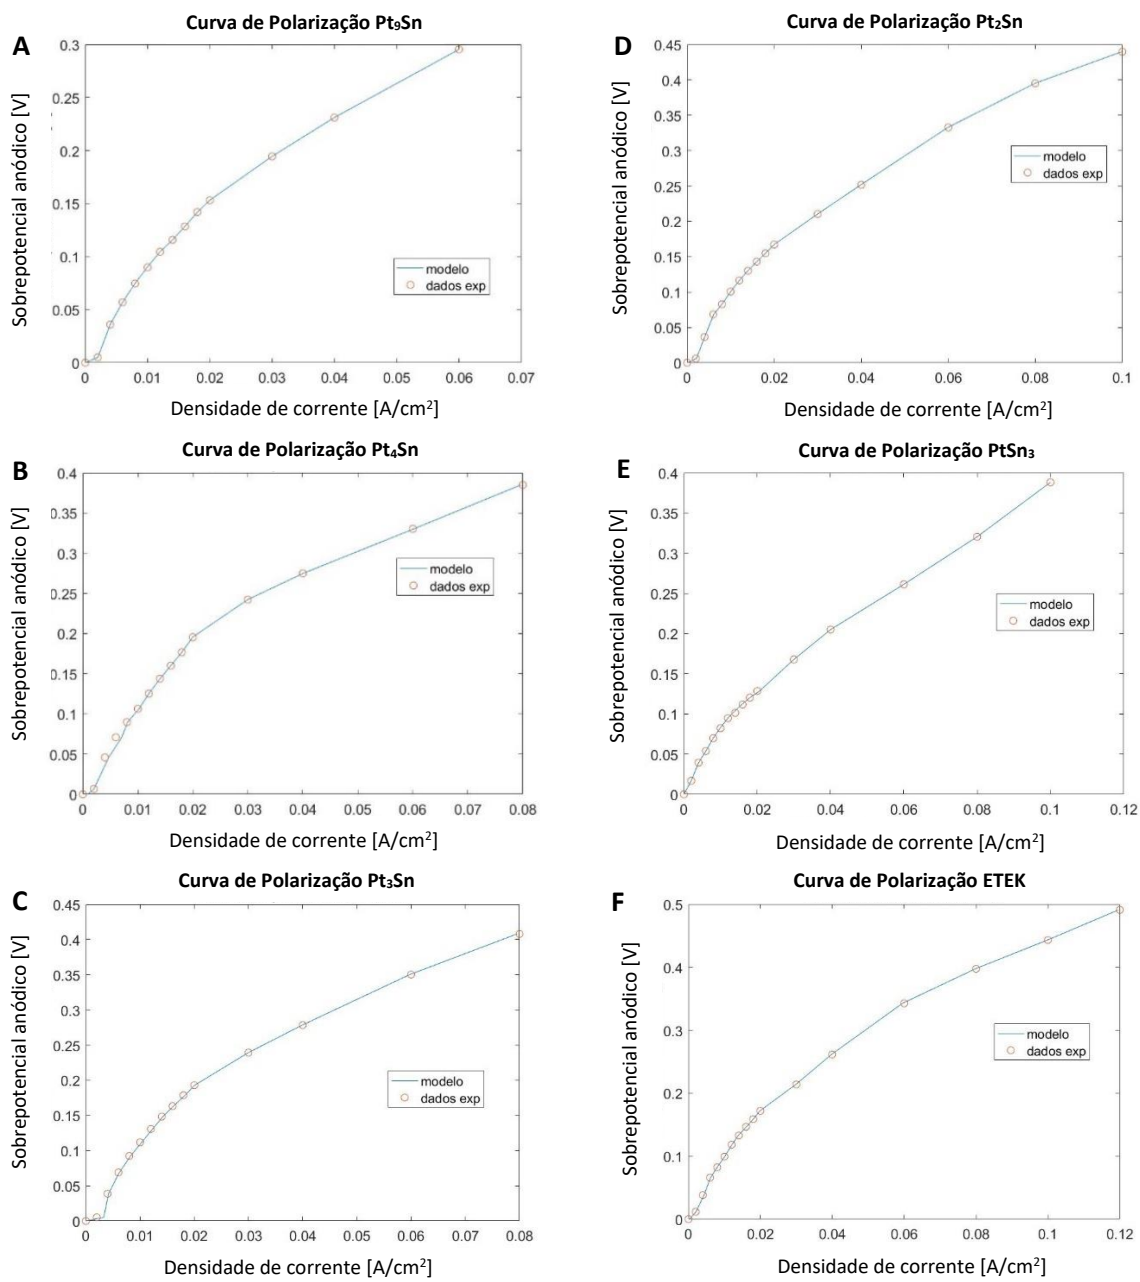 A
Curva de Polarização Pt₉Sn
Sobrepotencial anódico [V]
0.3
0.25
0.2
0.15
0.1
0.05
0
modelo
dados exp
0 0.01 0.02 0.03 0.04 0.05 0.06 0.07
Densidade de corrente [A/cm²]
D
Curva de Polarização Pt₂Sn
Sobrepotencial anódico [V]
0.45
0.4
0.35
0.3
0.25
0.2
0.15
0.1
0.05
0
modelo
dados exp
0 0.02 0.04 0.06 0.08 0.1
Densidade de corrente [A/cm²]
B
Curva de Polarização Pt₄Sn
Sobrepotencial anódico [V]
0.4
0.35
0.3
0.25
0.2
0.15
0.1
0.05
0
modelo
dados exp
0 0.01 0.02 0.03 0.04 0.05 0.06 0.07 0.08
Densidade de corrente [A/cm²]
E
Curva de Polarização PtSn₃
Sobrepotencial anódico [V]
0.4
0.35
0.3
0.25
0.2
0.15
0.1
0.05
0
modelo
dados exp
0 0.02 0.04 0.06 0.08 0.1 0.12
Densidade de corrente [A/cm²]
C
Curva de Polarização Pt₃Sn
Sobrepotencial anódico [V]
0.45
0.4
0.35
0.3
0.25
0.2
0.15
0.1
0.05
0
modelo
dados exp
0 0.01 0.02 0.03 0.04 0.05 0.06 0.07 0.08
Densidade de corrente [A/cm²]
F
Curva de Polarização ETEK
Sobrepotencial anódico [V]
0.5
0.4
0.3
0.2
0.1
0
modelo
dados exp
0 0.02 0.04 0.06 0.08 0.1 0.12
Densidade de corrente [A/cm²]